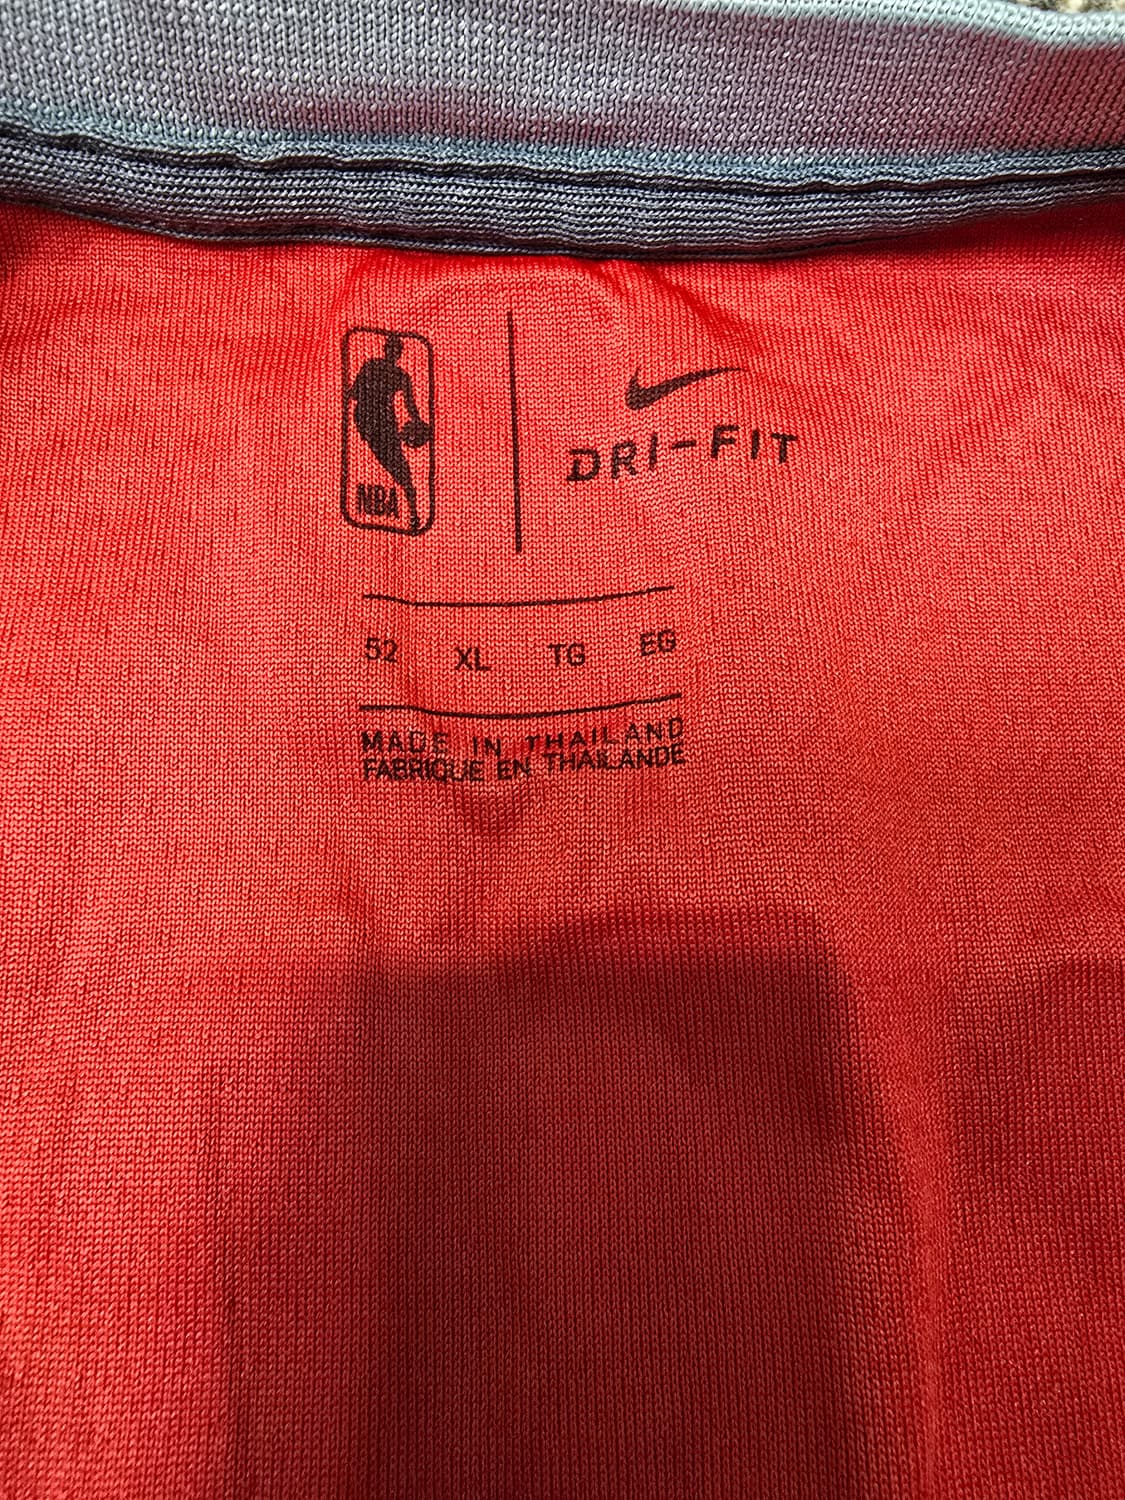 NBA
DRI-FIT
52 XL TG EG
MADE IN THAILAND
FABRIQUE EN THAILANDE